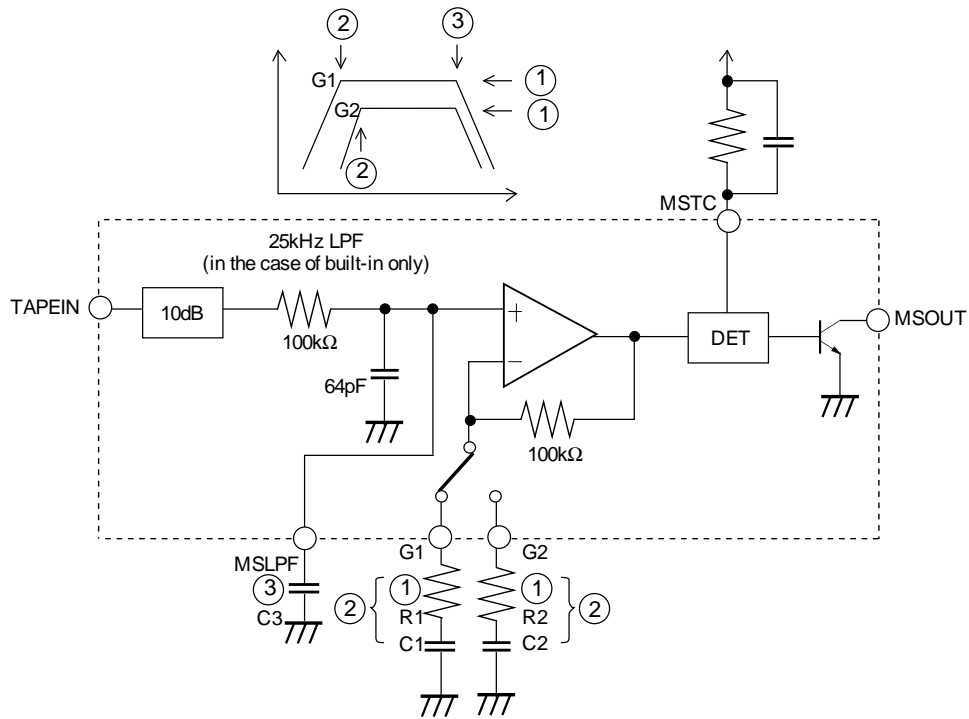 ② ③
G1 ①
G2 ①
②
MSTC
25kHz LPF
(in the case of built-in only)
TAPEIN 10dB 100kΩ + DET MSOUT
64pF −
100kΩ
G1 G2
MSLPF
③ ② ① ① ②
C3 R1 R2
C1 C2